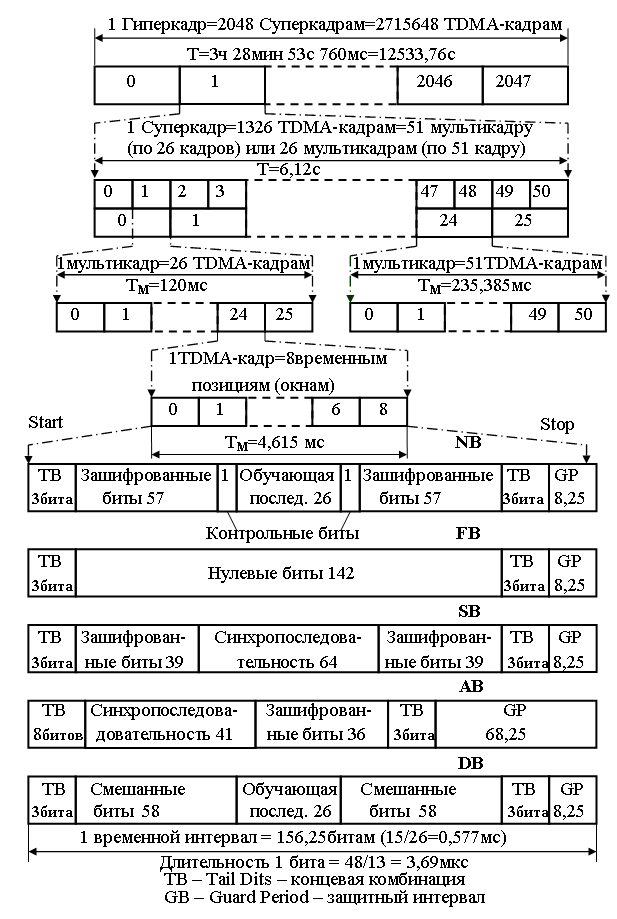 1 Гиперкадр=2048 Суперкадрам=2715648 TDMA-кадрам
Т=3ч 28мин 53с 760мс=12533,76с
0 1 2046 2047
1 Суперкадр=1326 TDMA-кадрам=51 мультикадру
(по 26 кадров) или 26 мультикадрам (по 51 кадру)
Т=6,12с
0 1 2 3 47 48 49 50
0 1 24 25
1мультикадр=26 TDMA-кадрам 1мультикадр=51TDMA-кадрам
Тм=120мс Тм=235,385мс
0 1 24 25 0 1 49 50
1TDMA-кадр=8временным
позициям (окнам)
0 1 6 8
Start Stop
Тм=4,615 мс NB
TB Зашифрованные 1 Обучающая 1 Зашифрованные TB GP
3бита биты 57 послед. 26 биты 57 3бита 8,25
Контрольные биты FB
TB Нулевые биты 142 TB GP
3бита 3бита 8,25
SB
TB Зашифрован- Синхропоследова- Зашифрован- TB GP
3бита ные биты 39 тельность 64 ные биты 39 3бита 8,25
AB
TB Синхропоследова- Зашифрован- TB GP
8битов довательность 41 ные биты 36 3бита 68,25
DB
TB Смешанные Обучающая Смешанные TB GP
3бита биты 58 послед. 26 биты 58 3бита 8,25
1 временной интервал = 156,25битам (15/26=0,577мс)
Длительность 1 бита = 48/13 = 3,69мкс
TB – Tail Dits – концевая комбинация
GB – Guard Period – защитный интервал